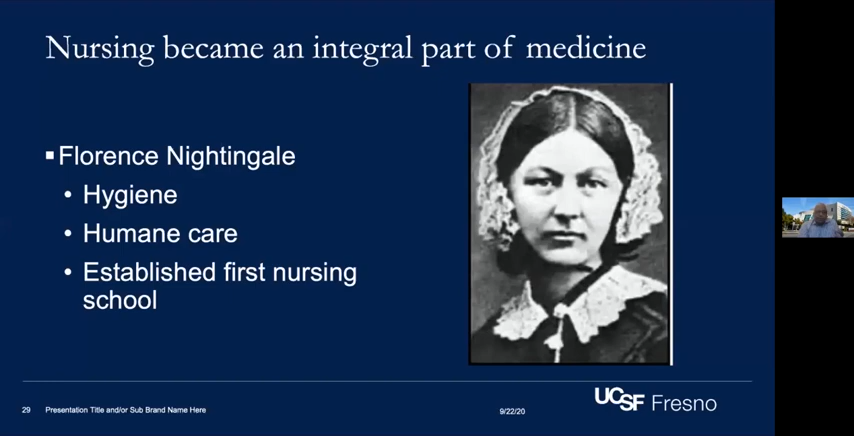 Nursing became an integral part of medicine
▪Florence Nightingale
• Hygiene
• Humane care
• Established first nursing
school
29 Presentation Title and/or Sub Brand Name Here
9/22/20
UCSF Fresno